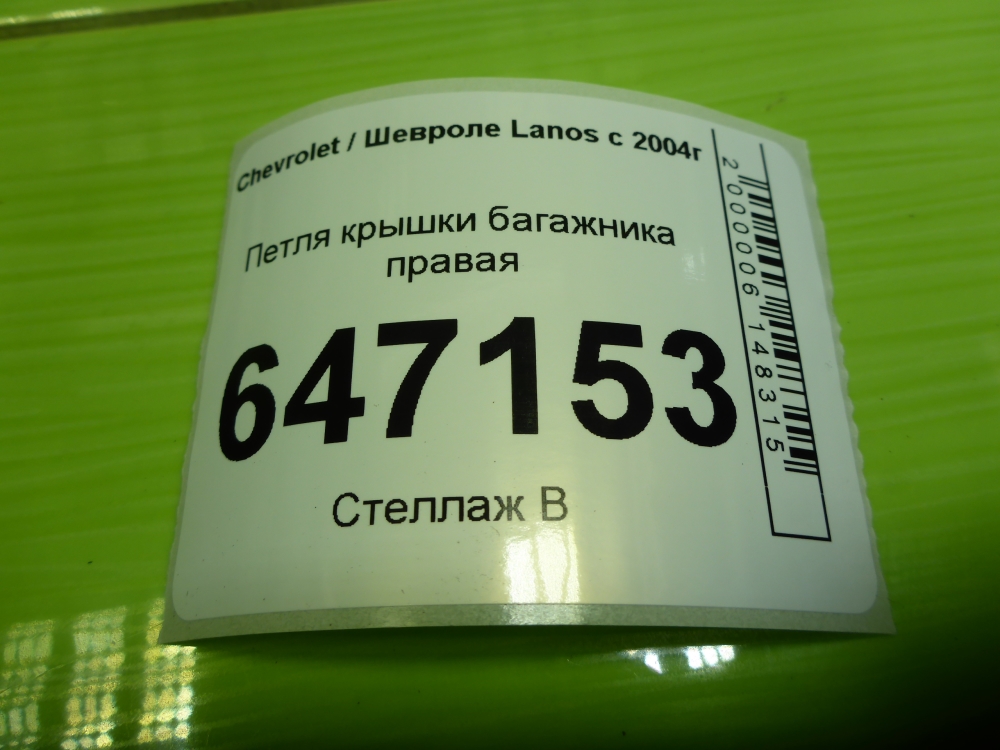 Chevrolet / Шевроле Lanos с 2004г
Петля крышки багажника
правая
647153
Стеллаж В
2000006148315